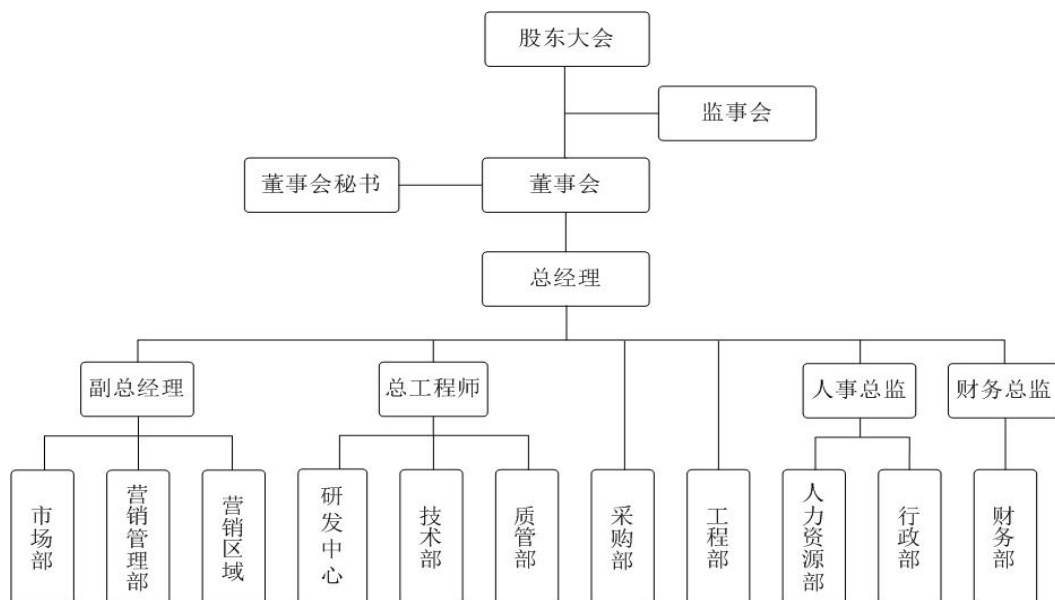 股东大会
监事会
董事会秘书
董事会
总经理
副总经理
总工程师
人事总监
财务总监
市场部
营销管理部
营销区域
研发中心
技术部
质管部
采购部
工程部
人力资源部
行政部
财务部